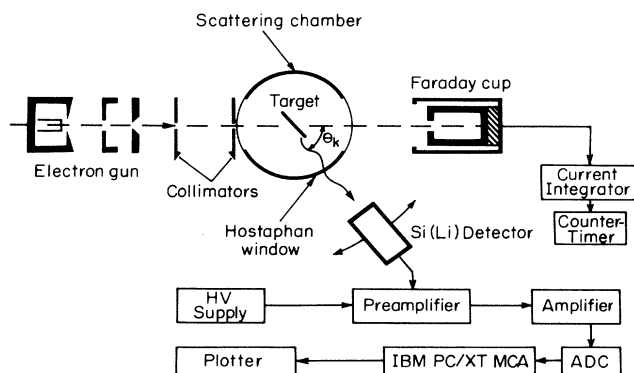 Scattering chamber
Faraday cup
Target
θk
Electron gun
Collimators
Current
Integrator
Counter-
Timer
Hostaphan
window
Si(Li) Detector
HV
Supply
Preamplifier
Amplifier
Plotter
IBM PC/XT MCA
ADC